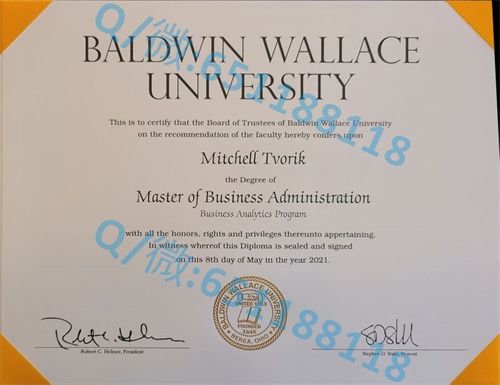 BALDWIN WALLACE
UNIVERSITY
This is to certify that the Board of Trustees of Baldwin Wallace University
on the recommendation of the faculty hereby confers upon
Mitchell Tvorik
the Degree of
Master of Business Administration
Business Analytics Program
with all the honors, rights and privileges thereunto appertaining.
In witness whereof this Diploma is sealed and signed
on this 8th day of May in the year 2021.
BALDWIN WALLACE UNIVERSITY
FOUNDED
1845
BEREA, OHIO
Robert C. Helmer, President
Stephen D. Stahl, Provost
Q/微:651188118
Q/微:651188118